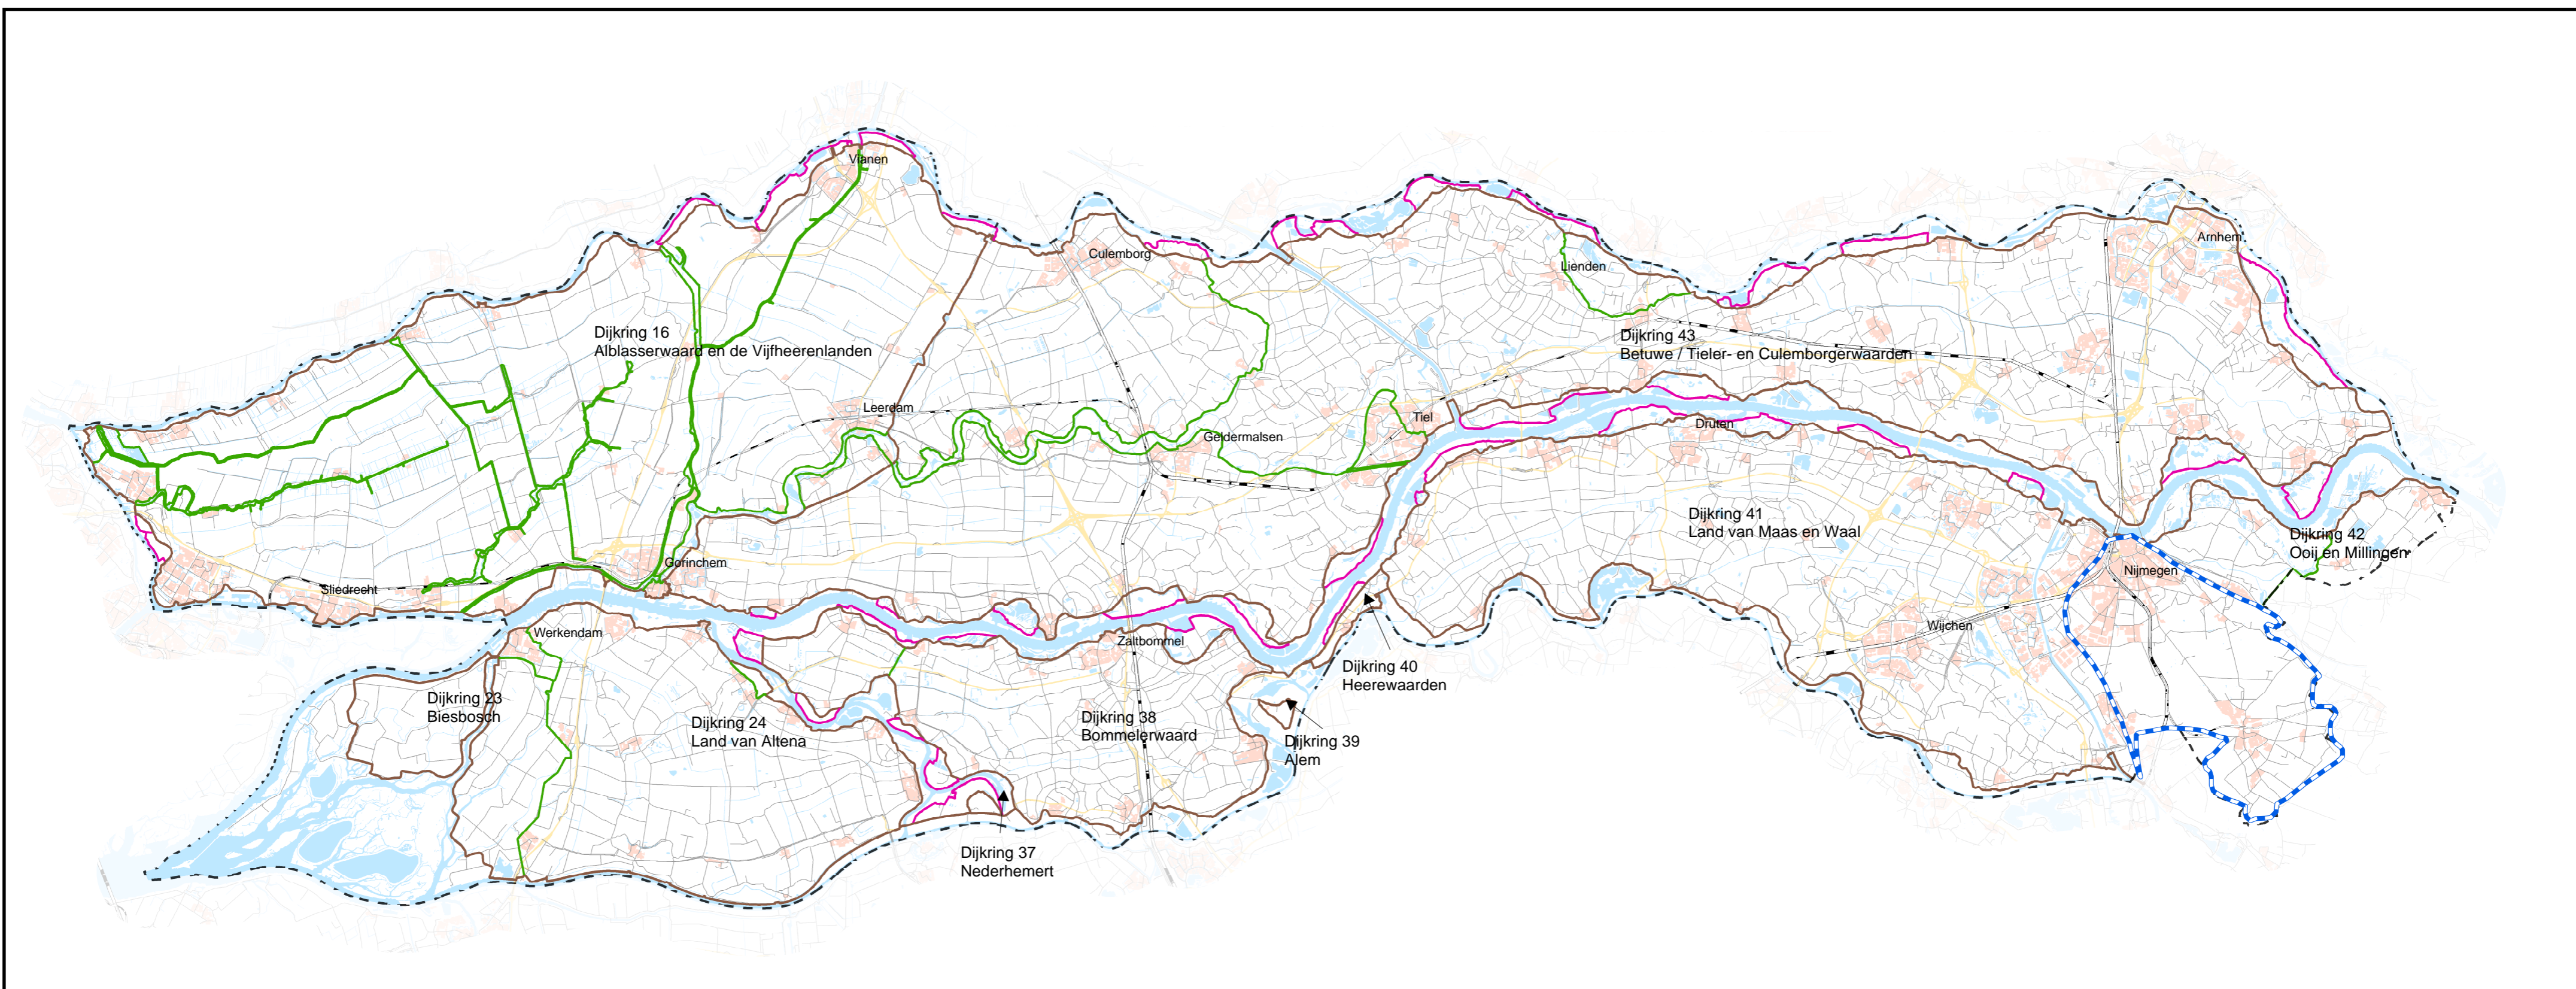 Vianen
Arnhem
Culemborg
Lienden
Dijkring 16
Alblasserwaard en de Vijfheerenlanden
Dijkring 43
Betuwe / Tieler- en Culemborgerwaarden
Leerdam
Tiel
Druten
Geldermalsen
Dijkring 41
Land van Maas en Waal
Dijkring 42
Ooij en Millingen
Gorinchem
Nijmegen
Sliedrecht
Werkendam
Zaltbommel
Wijchen
Dijkring 40
Heerewaarden
Dijkring 23
Biesbosch
Dijkring 24
Land van Altena
Dijkring 38
Bommelerwaard
Dijkring 39
Alem
Dijkring 37
Nederhemert